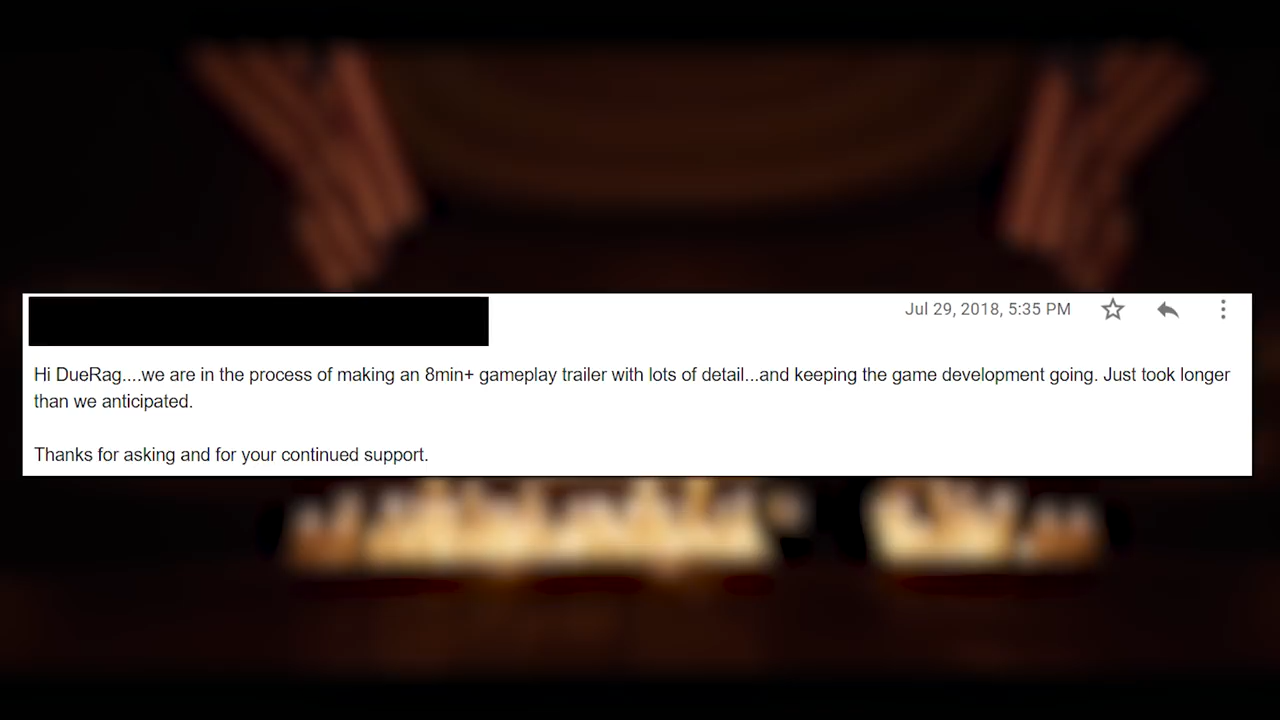 Jul 29, 2018, 5:35 PM
Hi DueRag....we are in the process of making an 8min+ gameplay trailer with lots of detail...and keeping the game development going. Just took longer
than we anticipated.
Thanks for asking and for your continued support.